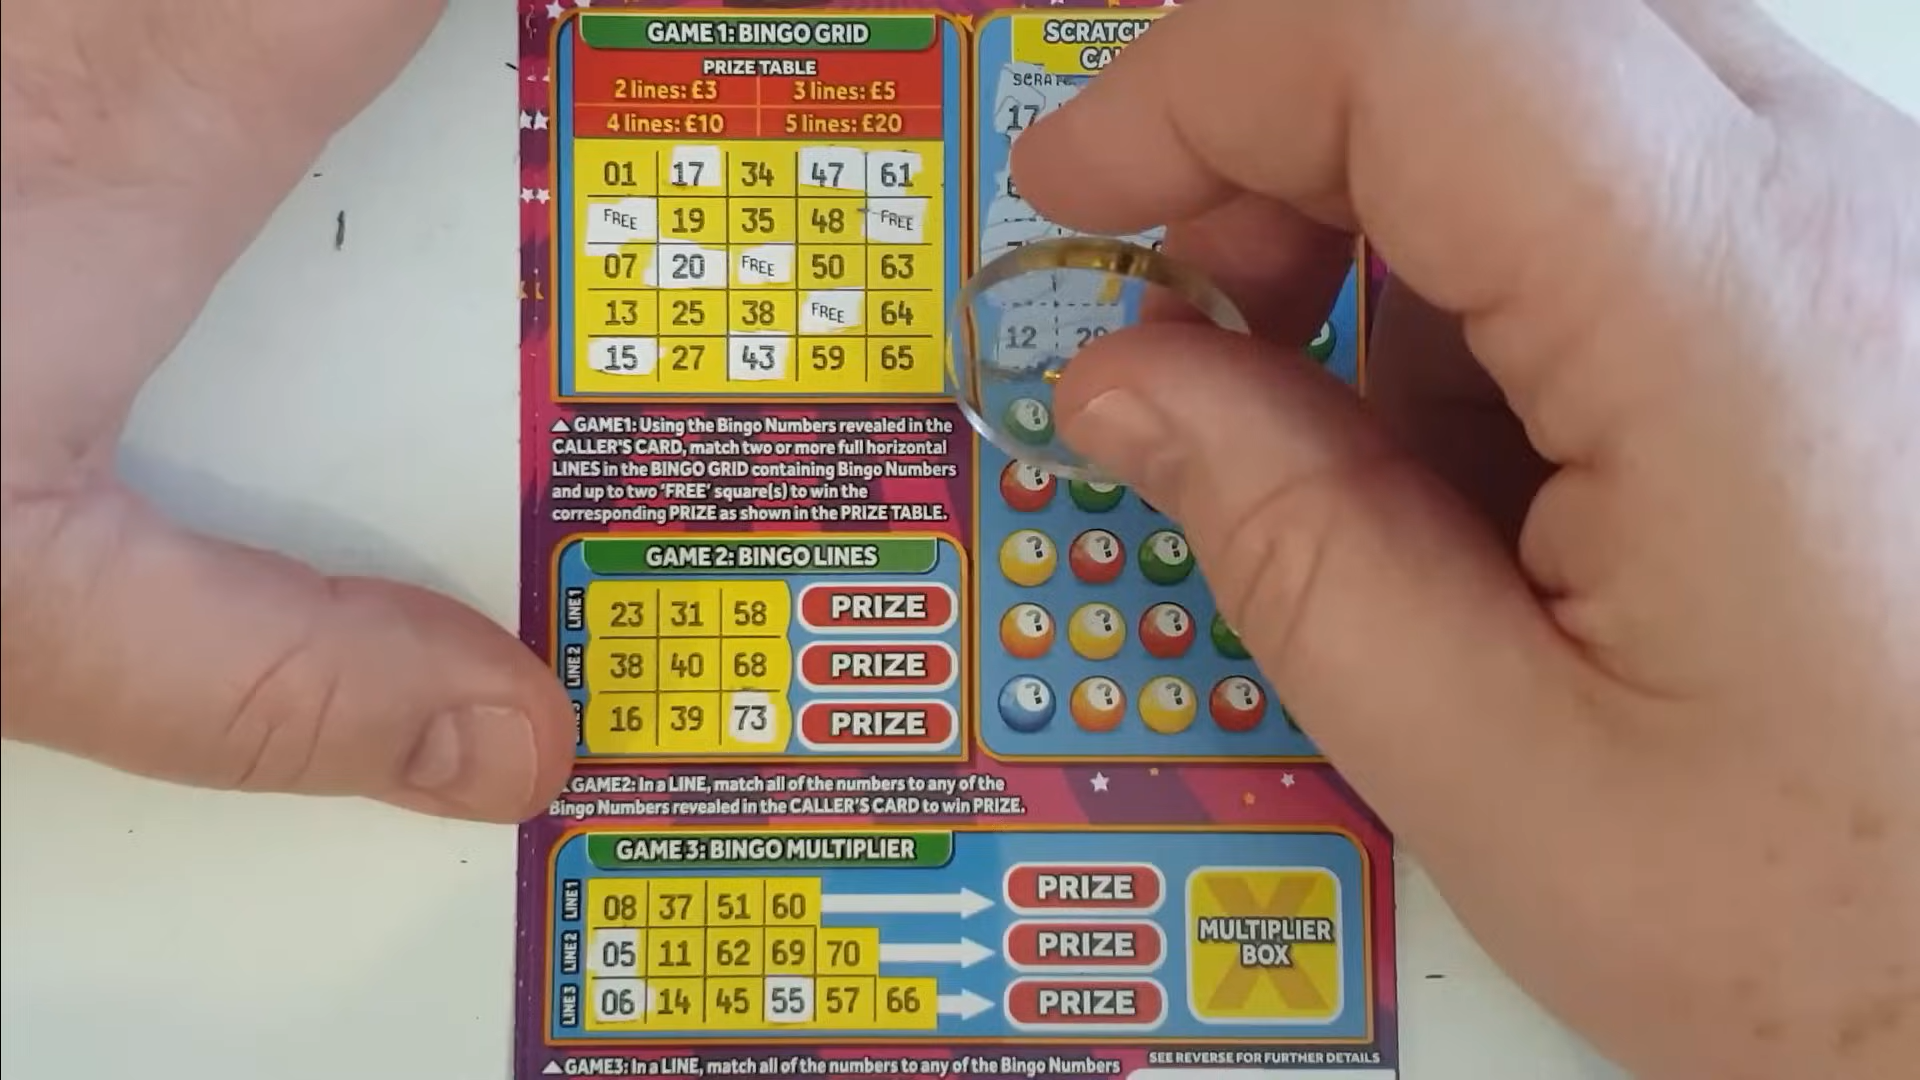 GAME 1: BINGO GRID
PRIZE TABLE
2 lines: £3 3 lines: £5
4 lines: £10 5 lines: £20
01 17 34 47 61
FREE 19 35 48 FREE
07 20 FREE 50 63
13 25 38 FREE 64
15 27 43 59 65
GAME1: Using the Bingo Numbers revealed in the
CALLER'S CARD, match two or more full horizontal
LINES in the BINGO GRID containing Bingo Numbers
and up to two 'FREE' square(s) to win the
corresponding PRIZE as shown in the PRIZE TABLE.
17
12 29
? 
?
? ? ?
? ? ?
? ? ? ?
GAME 2: BINGO LINES
LINE 1 23 31 58 PRIZE
LINE 2 38 40 68 PRIZE
16 39 73 PRIZE
GAME2: In a LINE, match all of the numbers to any of the
Bingo Numbers revealed in the CALLER'S CARD to win PRIZE.
GAME 3: BINGO MULTIPLIER
LINE 1 08 37 51 60 PRIZE
LINE 2 05 11 62 69 70 PRIZE
LINE 3 06 14 45 55 57 66 PRIZE
X
MULTIPLIER
BOX
SEE REVERSE FOR FURTHER DETAILS
GAME3: In a LINE, match all of the numbers to any of the Bingo Numbers